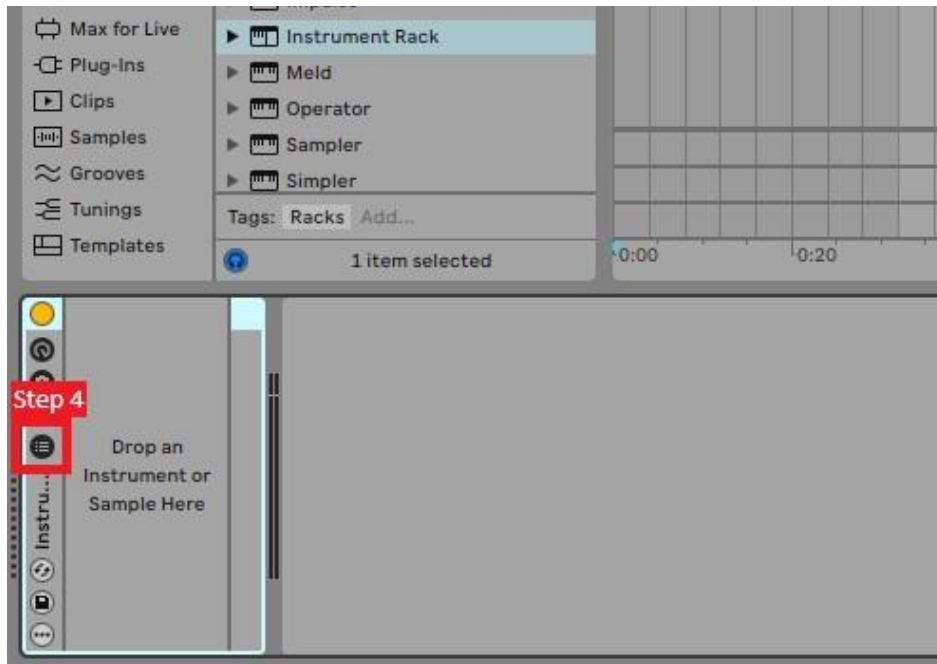 Max for Live
Plug-Ins
Clips
Samples
Grooves
Tunings
Templates
Instrument Rack
Meld
Operator
Sampler
Simpler
Tags: Racks Add...
1 item selected
0:00
0:20
Step 4
Drop an
Instrument or
Sample Here
Instru...